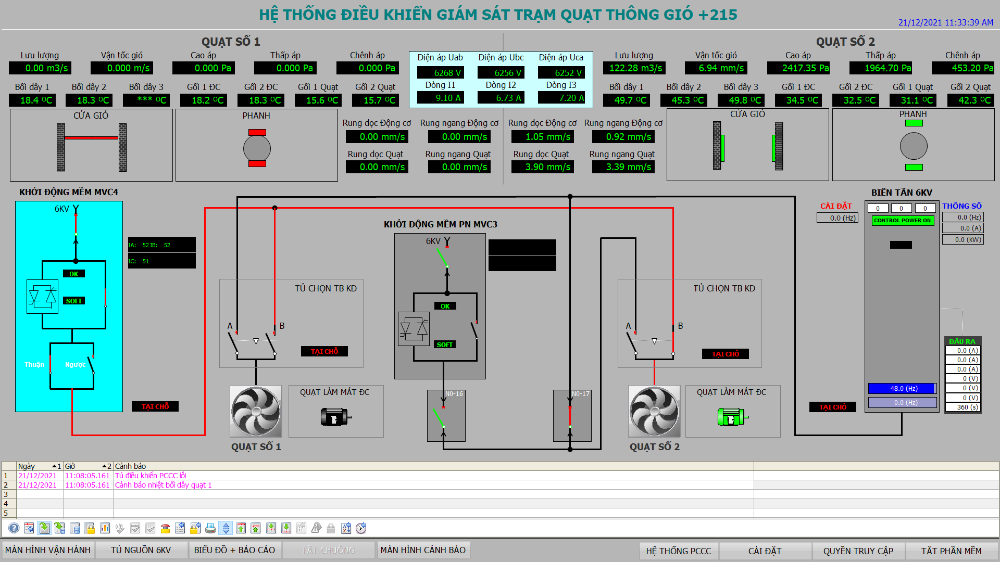 HỆ THỐNG ĐIỀU KHIỂN GIÁM SÁT TRẠM QUẠT THÔNG GIÓ +215
21/12/2021 11:33:39 AM
QUẠT SỐ 1
QUẠT SỐ 2
Lưu lượng Vận tốc gió Cao áp Thấp áp Chênh áp
0.00 m3/s 0.000 m/s 0.000 Pa 0.000 Pa 0.000 Pa
Bối dây 1 Bối dây 2 Bối dây 3 Gối 1 ĐC Gối 2 ĐC Gối 1 Quạt Gối 2 Quạt
18.4 ºC 18.3 ºC *** ºC 18.2 ºC 18.3 ºC 15.6 ºC 15.7 ºC
Điện áp Uab Điện áp Ubc Điện áp Uca
6268 V 6256 V 6252 V
Dòng I1 Dòng I2 Dòng I3
9.10 A 6.73 A 7.20 A
Lưu lượng Vận tốc gió Cao áp Thấp áp Chênh áp
122.28 m3/s 6.94 mm/s 2417.35 Pa 1964.70 Pa 453.20 Pa
Bối dây 1 Bối dây 2 Bối dây 3 Gối 1 ĐC Gối 2 ĐC Gối 1 Quạt Gối 2 Quạt
49.7 ºC 45.3 ºC 49.8 ºC 34.5 ºC 32.5 ºC 31.1 ºC 42.3 ºC
CỬA GIÓ
PHANH
Rung dọc Động cơ Rung ngang Động cơ
0.00 mm/s 0.00 mm/s
Rung dọc Quạt Rung ngang Quạt
0.00 mm/s 0.00 mm/s
Rung dọc Động cơ Rung ngang Động cơ
1.05 mm/s 0.92 mm/s
Rung dọc Quạt Rung ngang Quạt
3.90 mm/s 3.39 mm/s
CỬA GIÓ
PHANH
KHỞI ĐỘNG MỀM MVC4
6KV
OK
SOFT
Thuận Ngược
IA: 52 IB: 52
IC: 51
TẠI CHỖ
TỦ CHỌN TB KĐ
A B
TẠI CHỖ
QUẠT LÀM MÁT ĐC
QUẠT SỐ 1
KHỞI ĐỘNG MỀM PN MVC3
6KV
OK
SOFT
N0-16
N0-17
TỦ CHỌN TB KĐ
A B
TẠI CHỖ
QUẠT LÀM MÁT ĐC
QUẠT SỐ 2
BIẾN TẦN 6KV
CÀI ĐẶT
0.0 (Hz)
0 0 0
CONTROL POWER ON
THÔNG SỐ
0.0 (Hz)
0.0 (A)
0.0 (kW)
ĐẦU RA
0.0 (A)
0.0 (A)
0.0 (A)
0 (V)
0 (V)
0 (V)
360 (s)
48.0 (Hz)
0.0 (Hz)
TẠI CHỖ
Ngày 1 Giờ 2 Cảnh báo
1 21/12/2021 11:08:05.161 Tủ điều khiển PCCC lỗi
2 21/12/2021 11:08:05.161 Cảnh báo nhiệt bối dây quạt 1
3
4
5
MÀN HÌNH VẬN HÀNH TỦ NGUỒN 6KV BIỂU ĐỒ + BÁO CÁO TẮT CHUÔNG MÀN HÌNH CẢNH BÁO HỆ THỐNG PCCC CÀI ĐẶT QUYỀN TRUY CẬP TẮT PHẦN MỀM